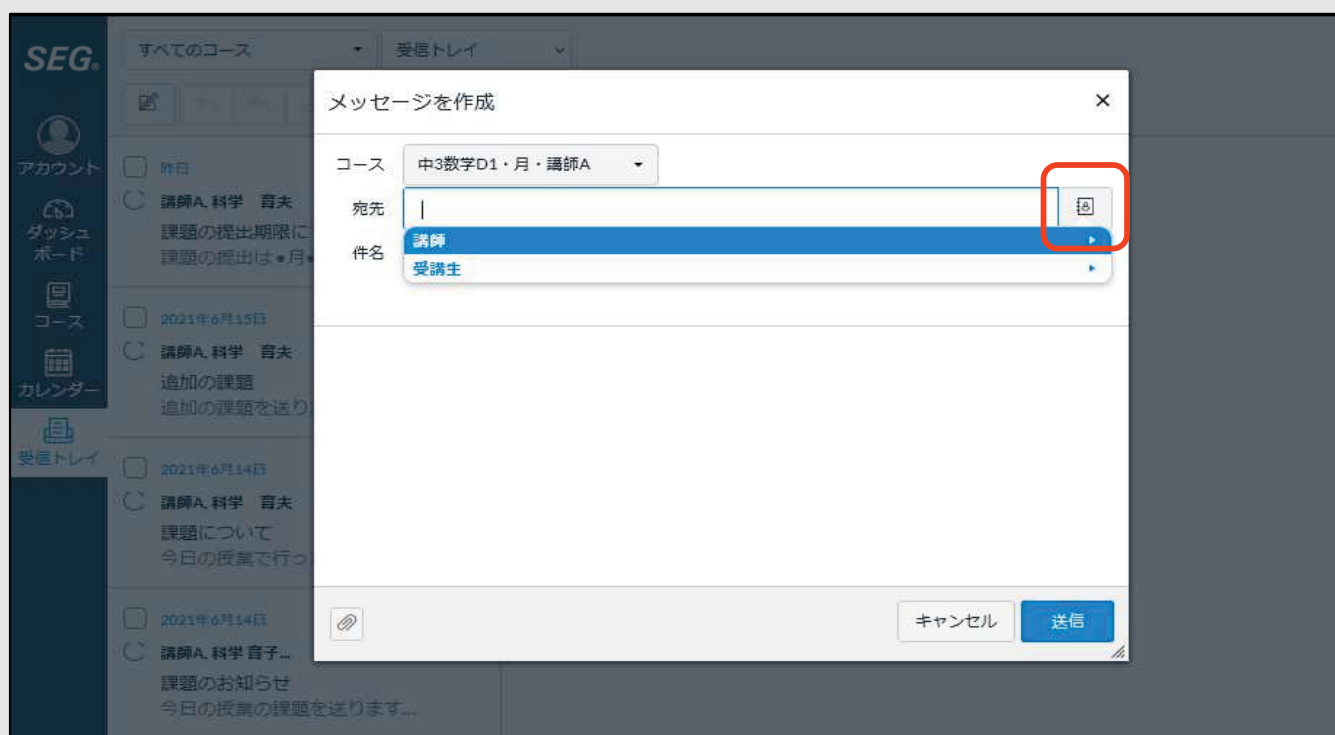 SEG®
アカウント
ダッシュ
ボード
コース
カレンダー
受信トレイ
すべてのコース
受信トレイ
昨日
講師A, 科学 育夫
課題の提出期限に
課題の提出は●月
2021年6月15日
講師A, 科学 育夫
追加の課題
追加の課題を送り
2021年6月14日
講師A, 科学 育夫
課題について
今日の授業で行っ
2021年6月14日
講師A, 科学 育子...
課題のお知らせ
今日の授業の課題を送ります...
メッセージを作成
コース
中3数学D1・月・講師A
宛先
講師
件名
受講生
キャンセル
送信